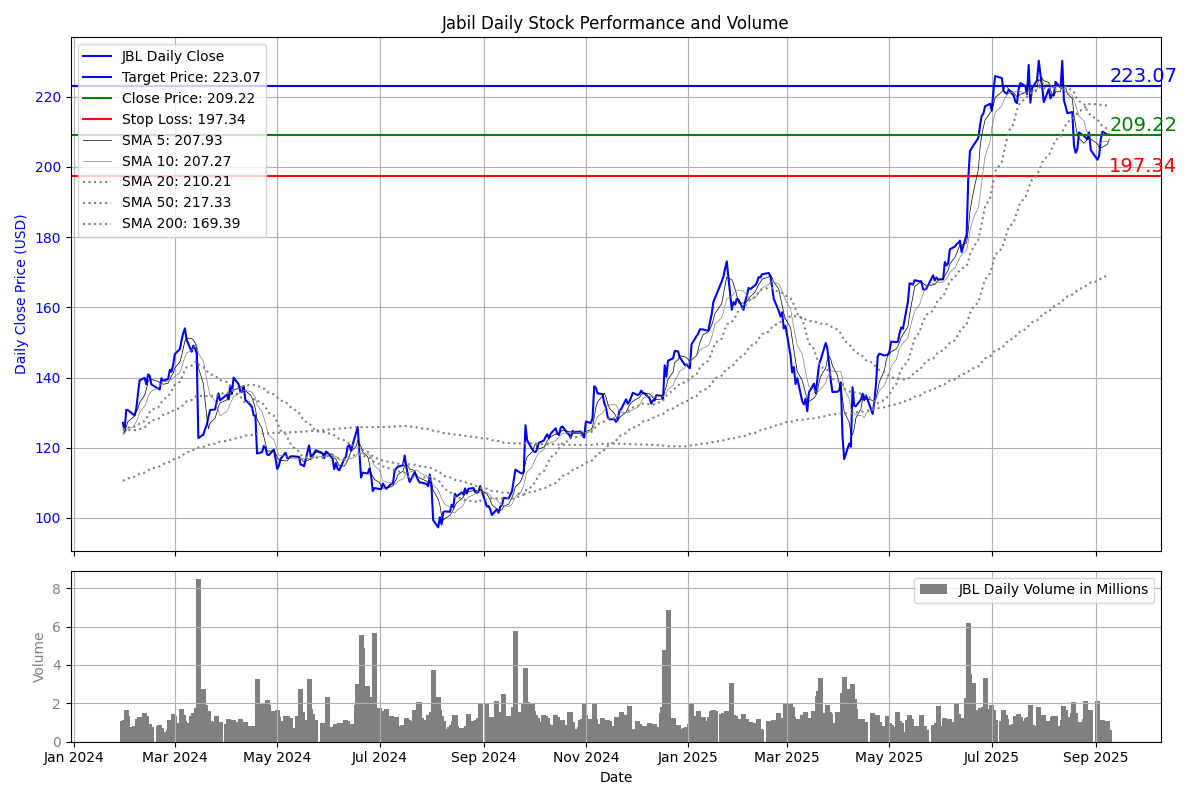 Jabil Daily Stock Performance and Volume
JBL Daily Close
Target Price: 223.07
Close Price: 209.22
Stop Loss: 197.34
SMA 5: 207.93
SMA 10: 207.27
SMA 20: 210.21
SMA 50: 217.33
SMA 200: 169.39
223.07
209.22
197.34
220
200
180
160
140
120
100
Daily Close Price (USD)
JBL Daily Volume in Millions
8
6
4
2
0
Volume
Jan 2024 Mar 2024 May 2024 Jul 2024 Sep 2024 Nov 2024 Jan 2025 Mar 2025 May 2025 Jul 2025 Sep 2025
Date